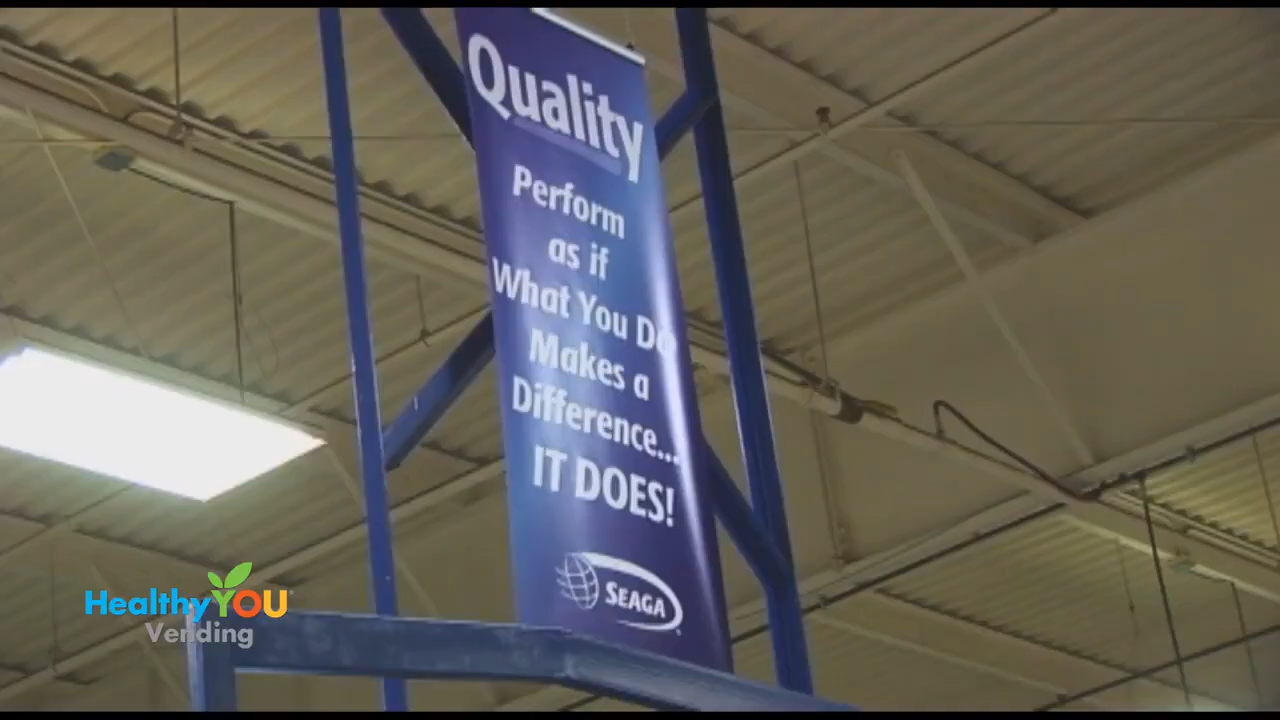 Quality
Perform
as if
What You Do
Makes a
Difference...
IT DOES!
SEAGA
HealthyYOU
Vending